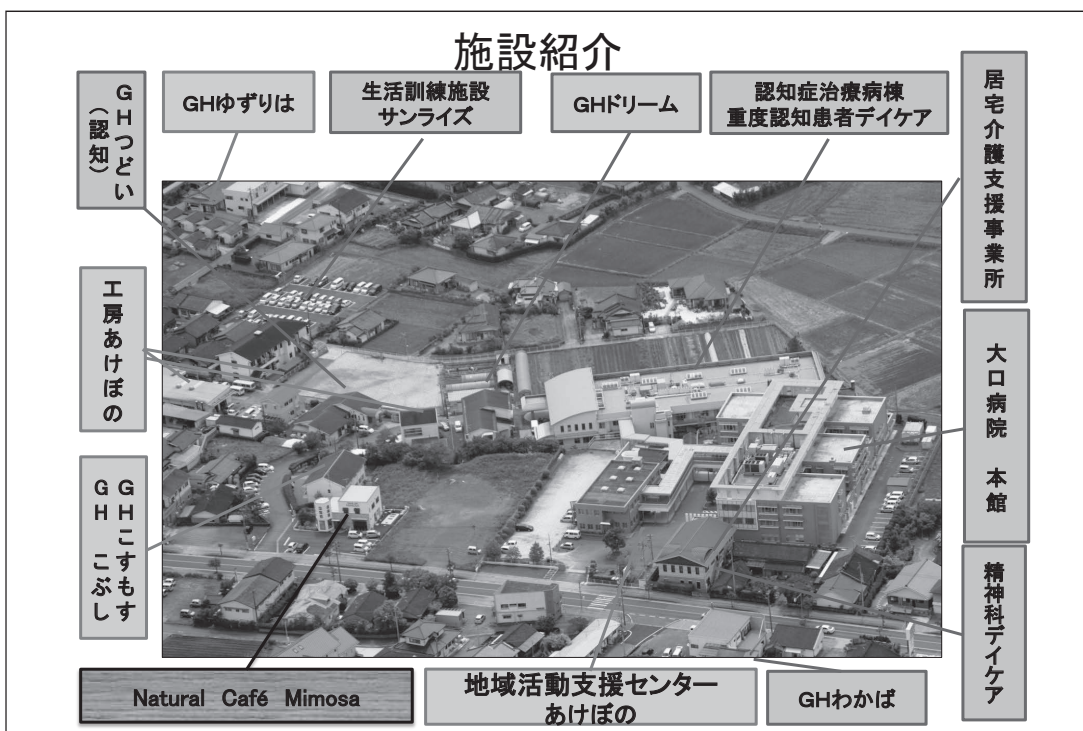 施設紹介
GHつどい
(認知)
GHゆずりは
生活訓練施設
サンライズ
GHドリーム
認知症治療病棟
重度認知患者デイケア
居宅介護支援事業所
工房あけぼの
大口病院 本館
GHこすもす
GH こぶし
精神科デイケア
Natural Café Mimosa
地域活動支援センター
あけぼの
GHわかば